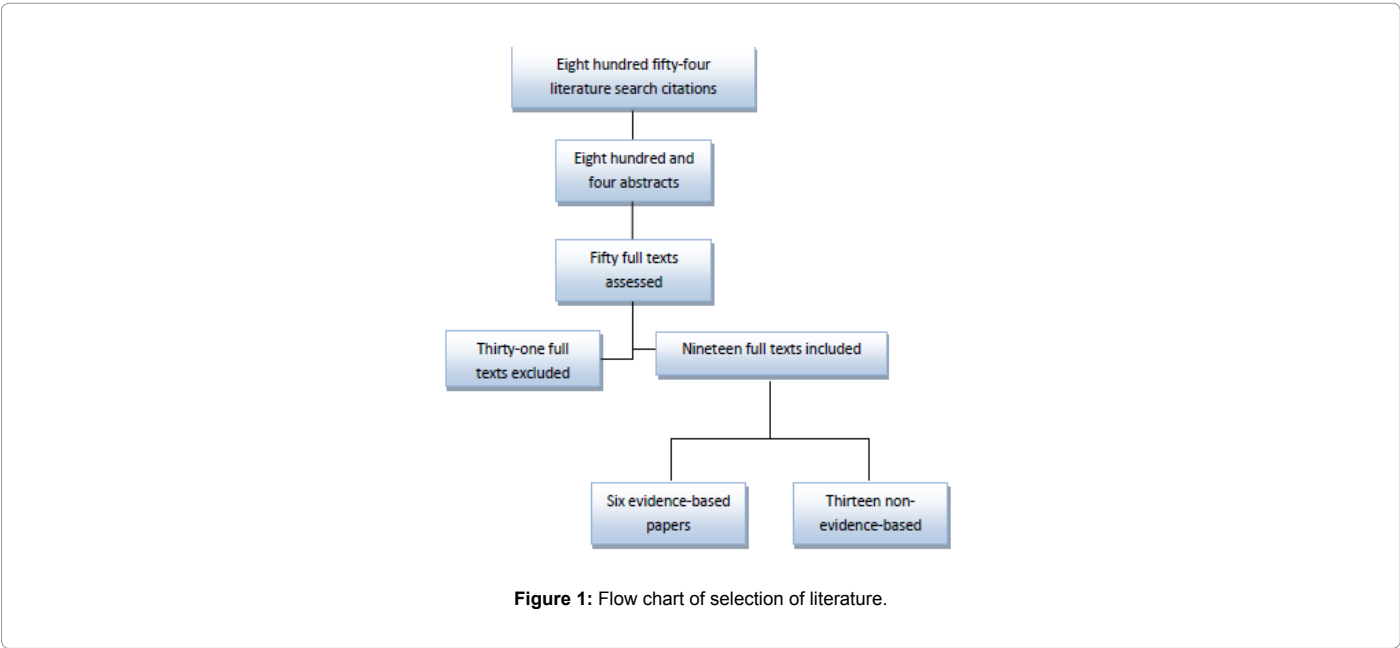 Eight hundred fifty-four
literature search citations
Eight hundred and
four abstracts
Fifty full texts
assessed
Thirty-one full
texts excluded
Nineteen full texts included
Six evidence-based
papers
Thirteen non-
evidence-based
Figure 1: Flow chart of selection of literature.